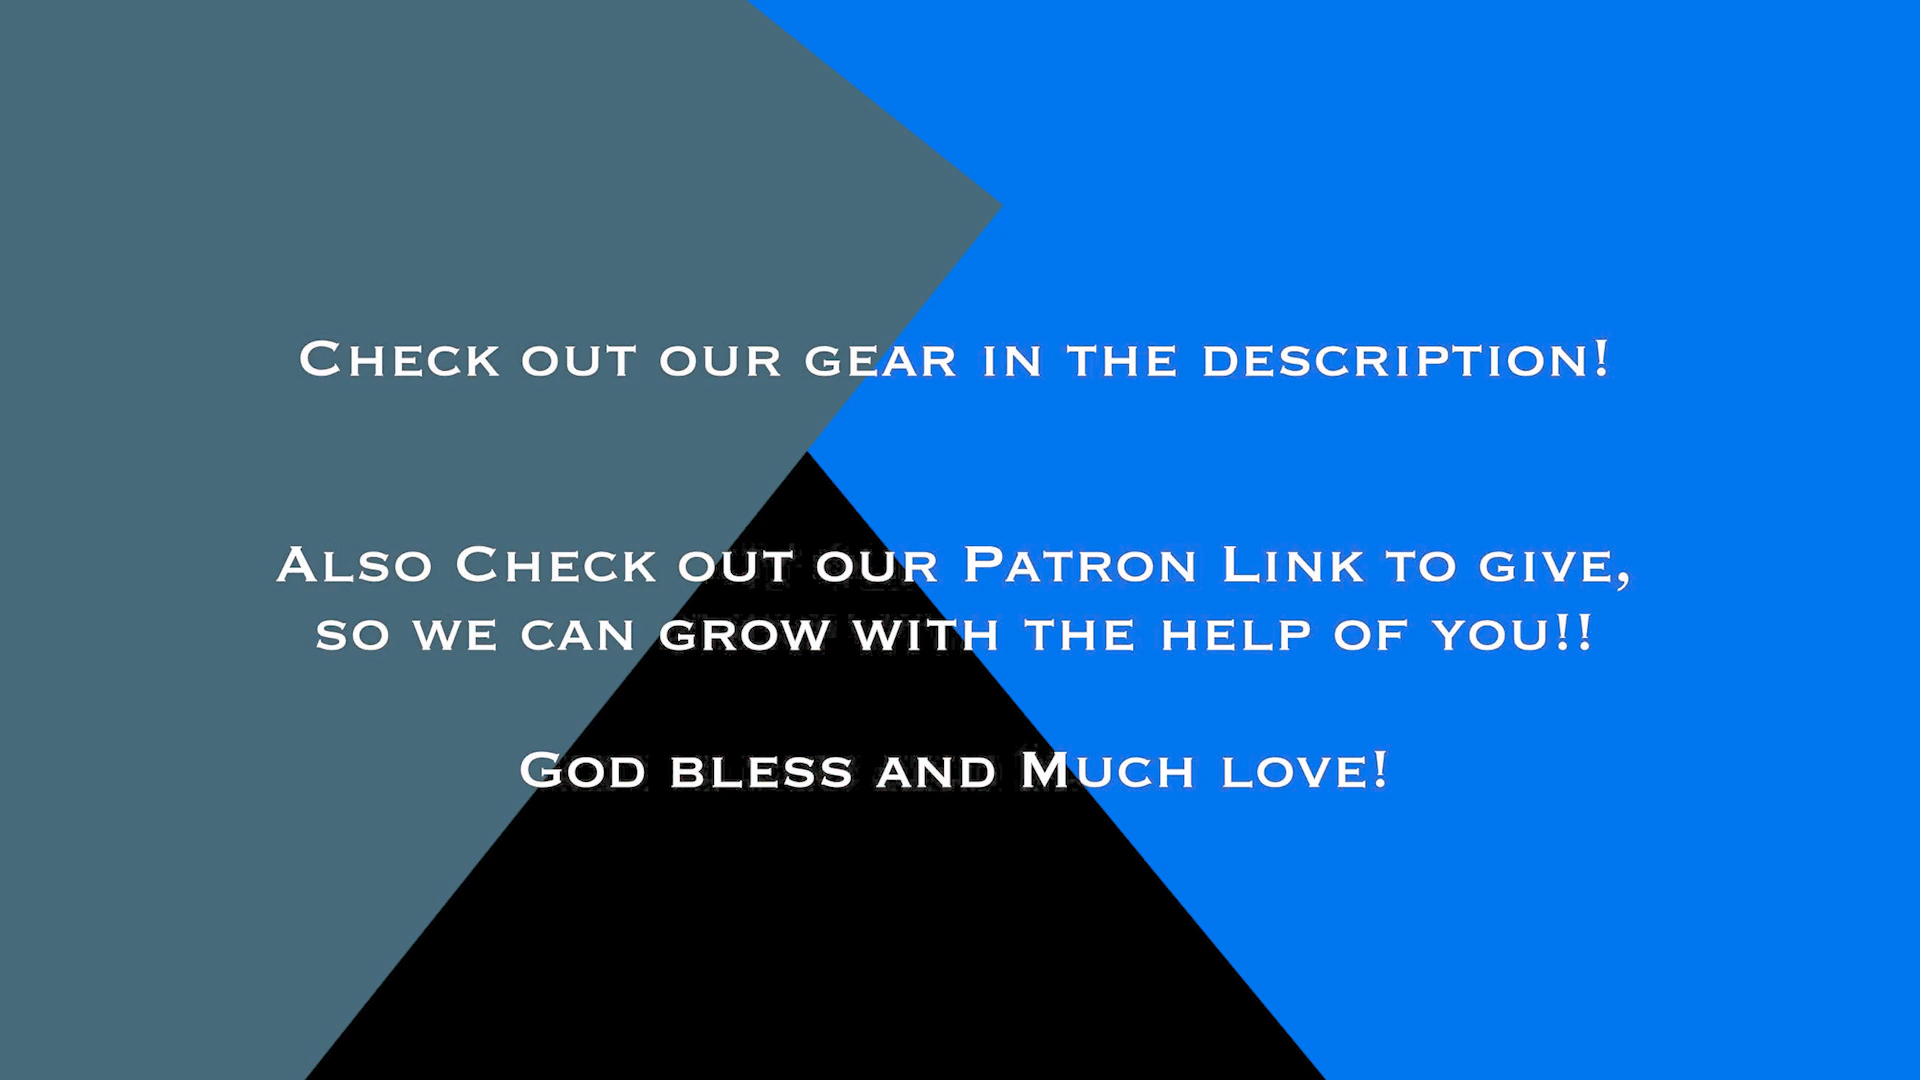 Check out our gear in the description!
Also Check out our Patron Link to give,
so we can grow with the help of you!!
God bless and Much love!